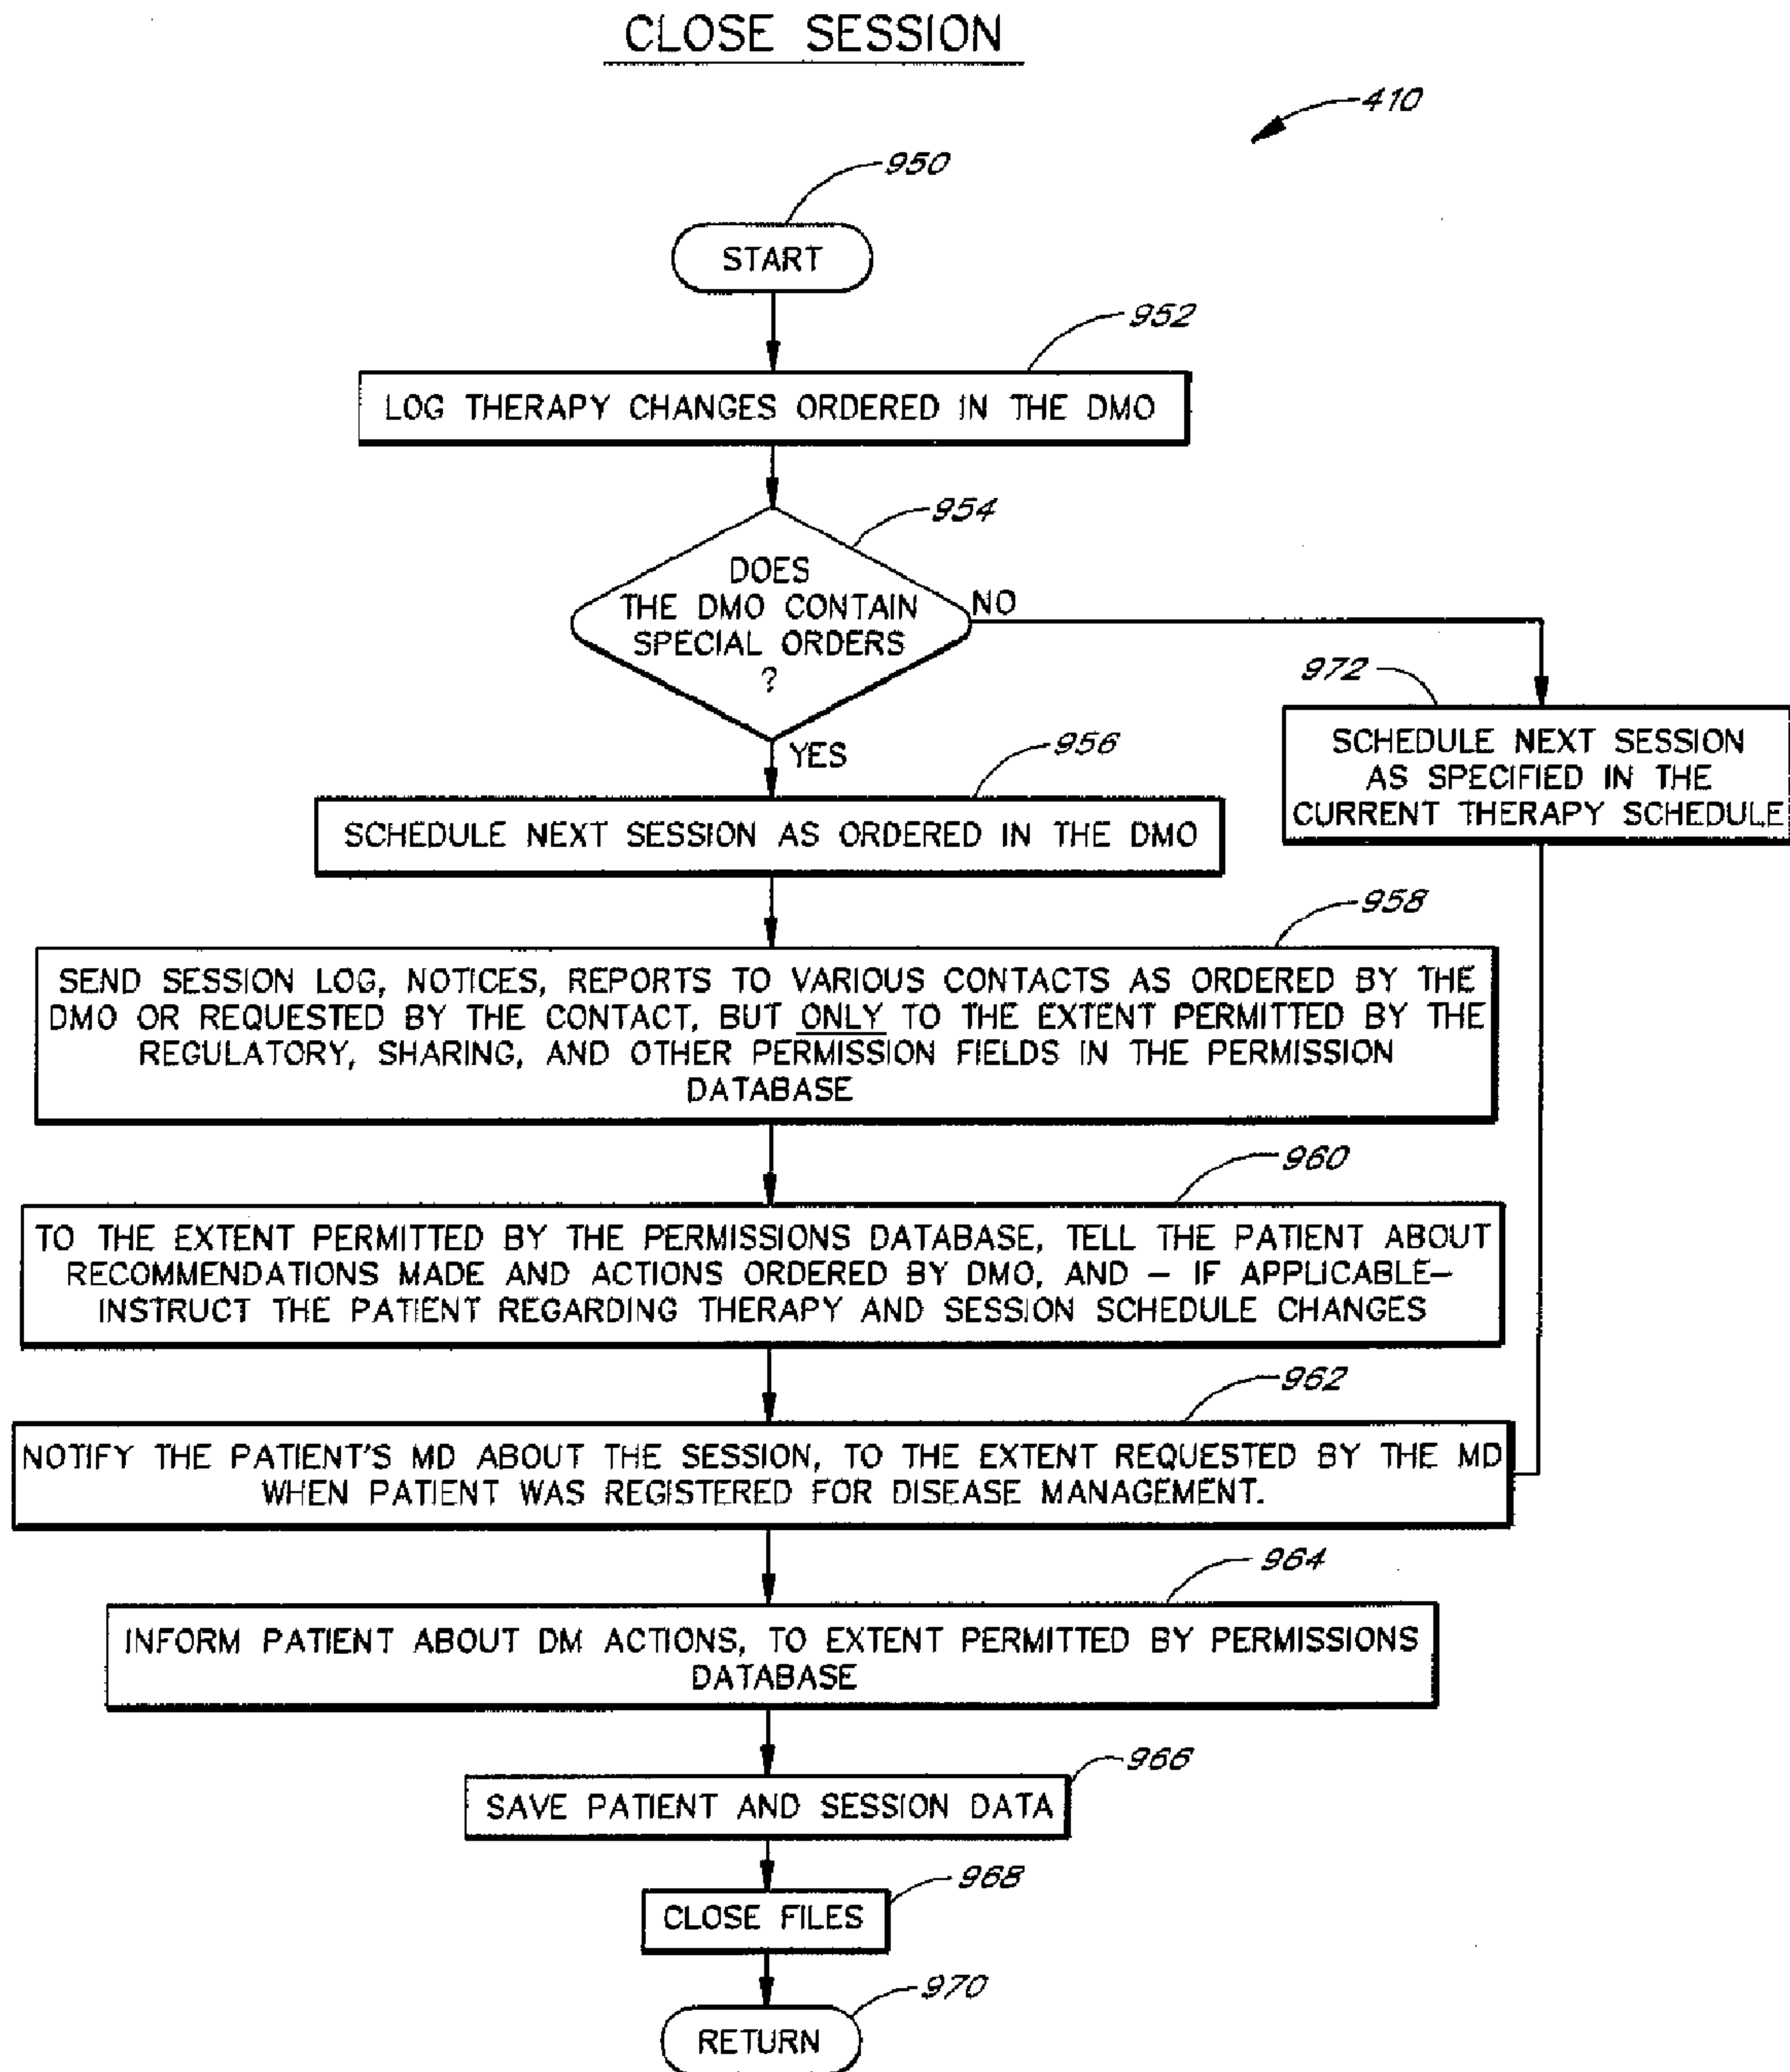 CLOSE SESSION
410
950
START
952
LOG THERAPY CHANGES ORDERED IN THE DMO
954
DOES
THE DMO CONTAIN
SPECIAL ORDERS
?
NO
YES
972
SCHEDULE NEXT SESSION
AS SPECIFIED IN THE
CURRENT THERAPY SCHEDULE
956
SCHEDULE NEXT SESSION AS ORDERED IN THE DMO
958
SEND SESSION LOG, NOTICES, REPORTS TO VARIOUS CONTACTS AS ORDERED BY THE
DMO OR REQUESTED BY THE CONTACT, BUT ONLY TO THE EXTENT PERMITTED BY THE
REGULATORY, SHARING, AND OTHER PERMISSION FIELDS IN THE PERMISSION
DATABASE
960
TO THE EXTENT PERMITTED BY THE PERMISSIONS DATABASE, TELL THE PATIENT ABOUT
RECOMMENDATIONS MADE AND ACTIONS ORDERED BY DMO, AND – IF APPLICABLE–
INSTRUCT THE PATIENT REGARDING THERAPY AND SESSION SCHEDULE CHANGES
962
NOTIFY THE PATIENT'S MD ABOUT THE SESSION, TO THE EXTENT REQUESTED BY THE MD
WHEN PATIENT WAS REGISTERED FOR DISEASE MANAGEMENT.
964
INFORM PATIENT ABOUT DM ACTIONS, TO EXTENT PERMITTED BY PERMISSIONS
DATABASE
966
SAVE PATIENT AND SESSION DATA
968
CLOSE FILES
970
RETURN